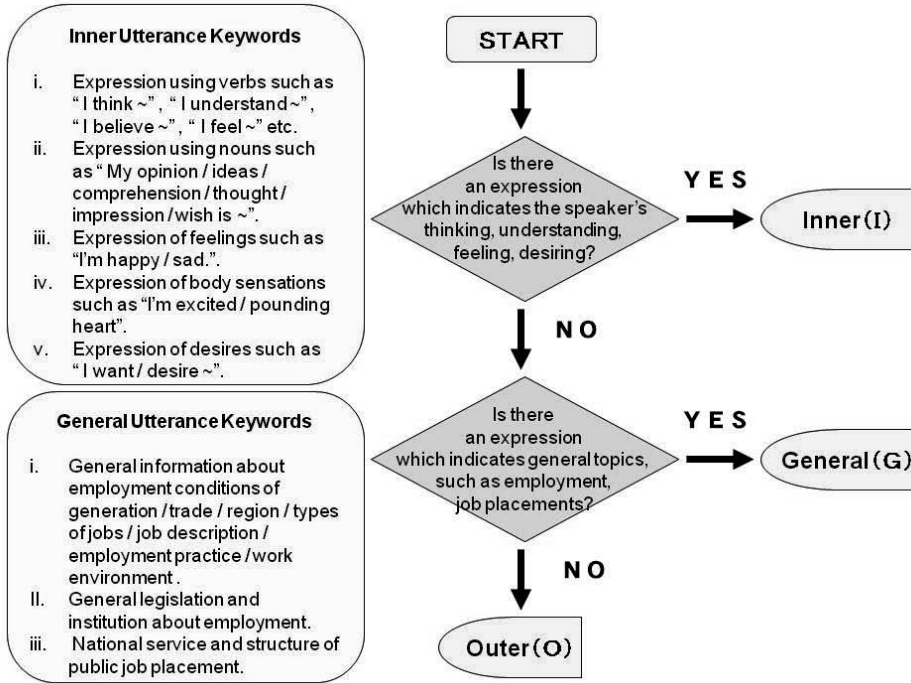 Inner Utterance Keywords
i. Expression using verbs such as
“ I think ~” , “ I understand ~” ,
“ I believe ~” , “ I feel ~” etc.
ii. Expression using nouns such
as “ My opinion / ideas /
comprehension / thought /
impression / wish is ~”.
iii. Expression of feelings such as
“I’m happy / sad.”.
iv. Expression of body sensations
such as “I’m excited / pounding
heart”.
v. Expression of desires such as
“ I want / desire ~”.
General Utterance Keywords
i. General information about
employment conditions of
generation / trade / region / types
of jobs / job description /
employment practice / work
environment .
II. General legislation and
institution about employment.
iii. National service and structure of
public job placement.
START
Is there
an expression
which indicates the speaker’s
thinking, understanding,
feeling, desiring?
YES
Inner(I)
NO
Is there
an expression
which indicates general topics,
such as employment,
job placements?
YES
General(G)
NO
Outer(O)